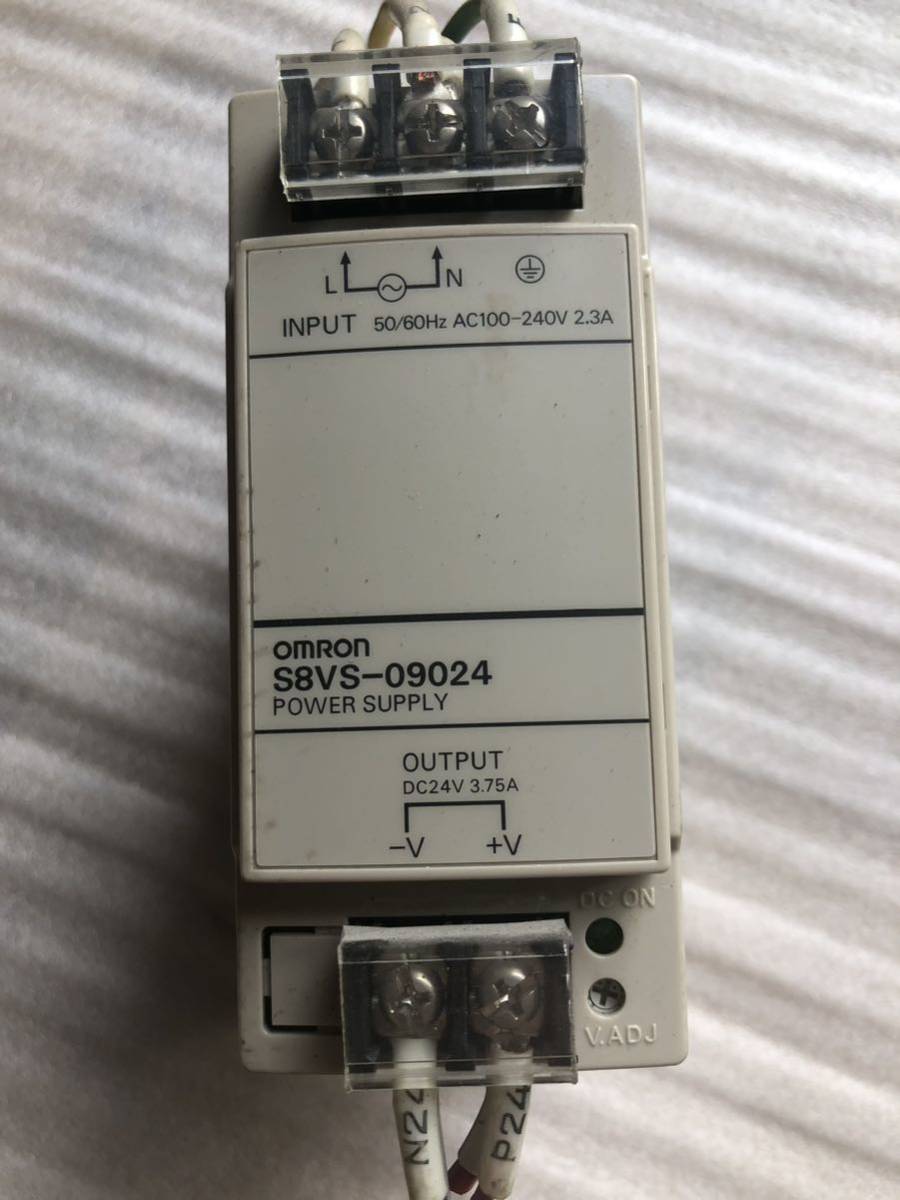 L N
INPUT 50/60Hz AC100-240V 2.3A
OMRON
S8VS-09024
POWER SUPPLY
OUTPUT
DC24V 3.75A
-V +V
DC ON
V.ADJ
N24 P24